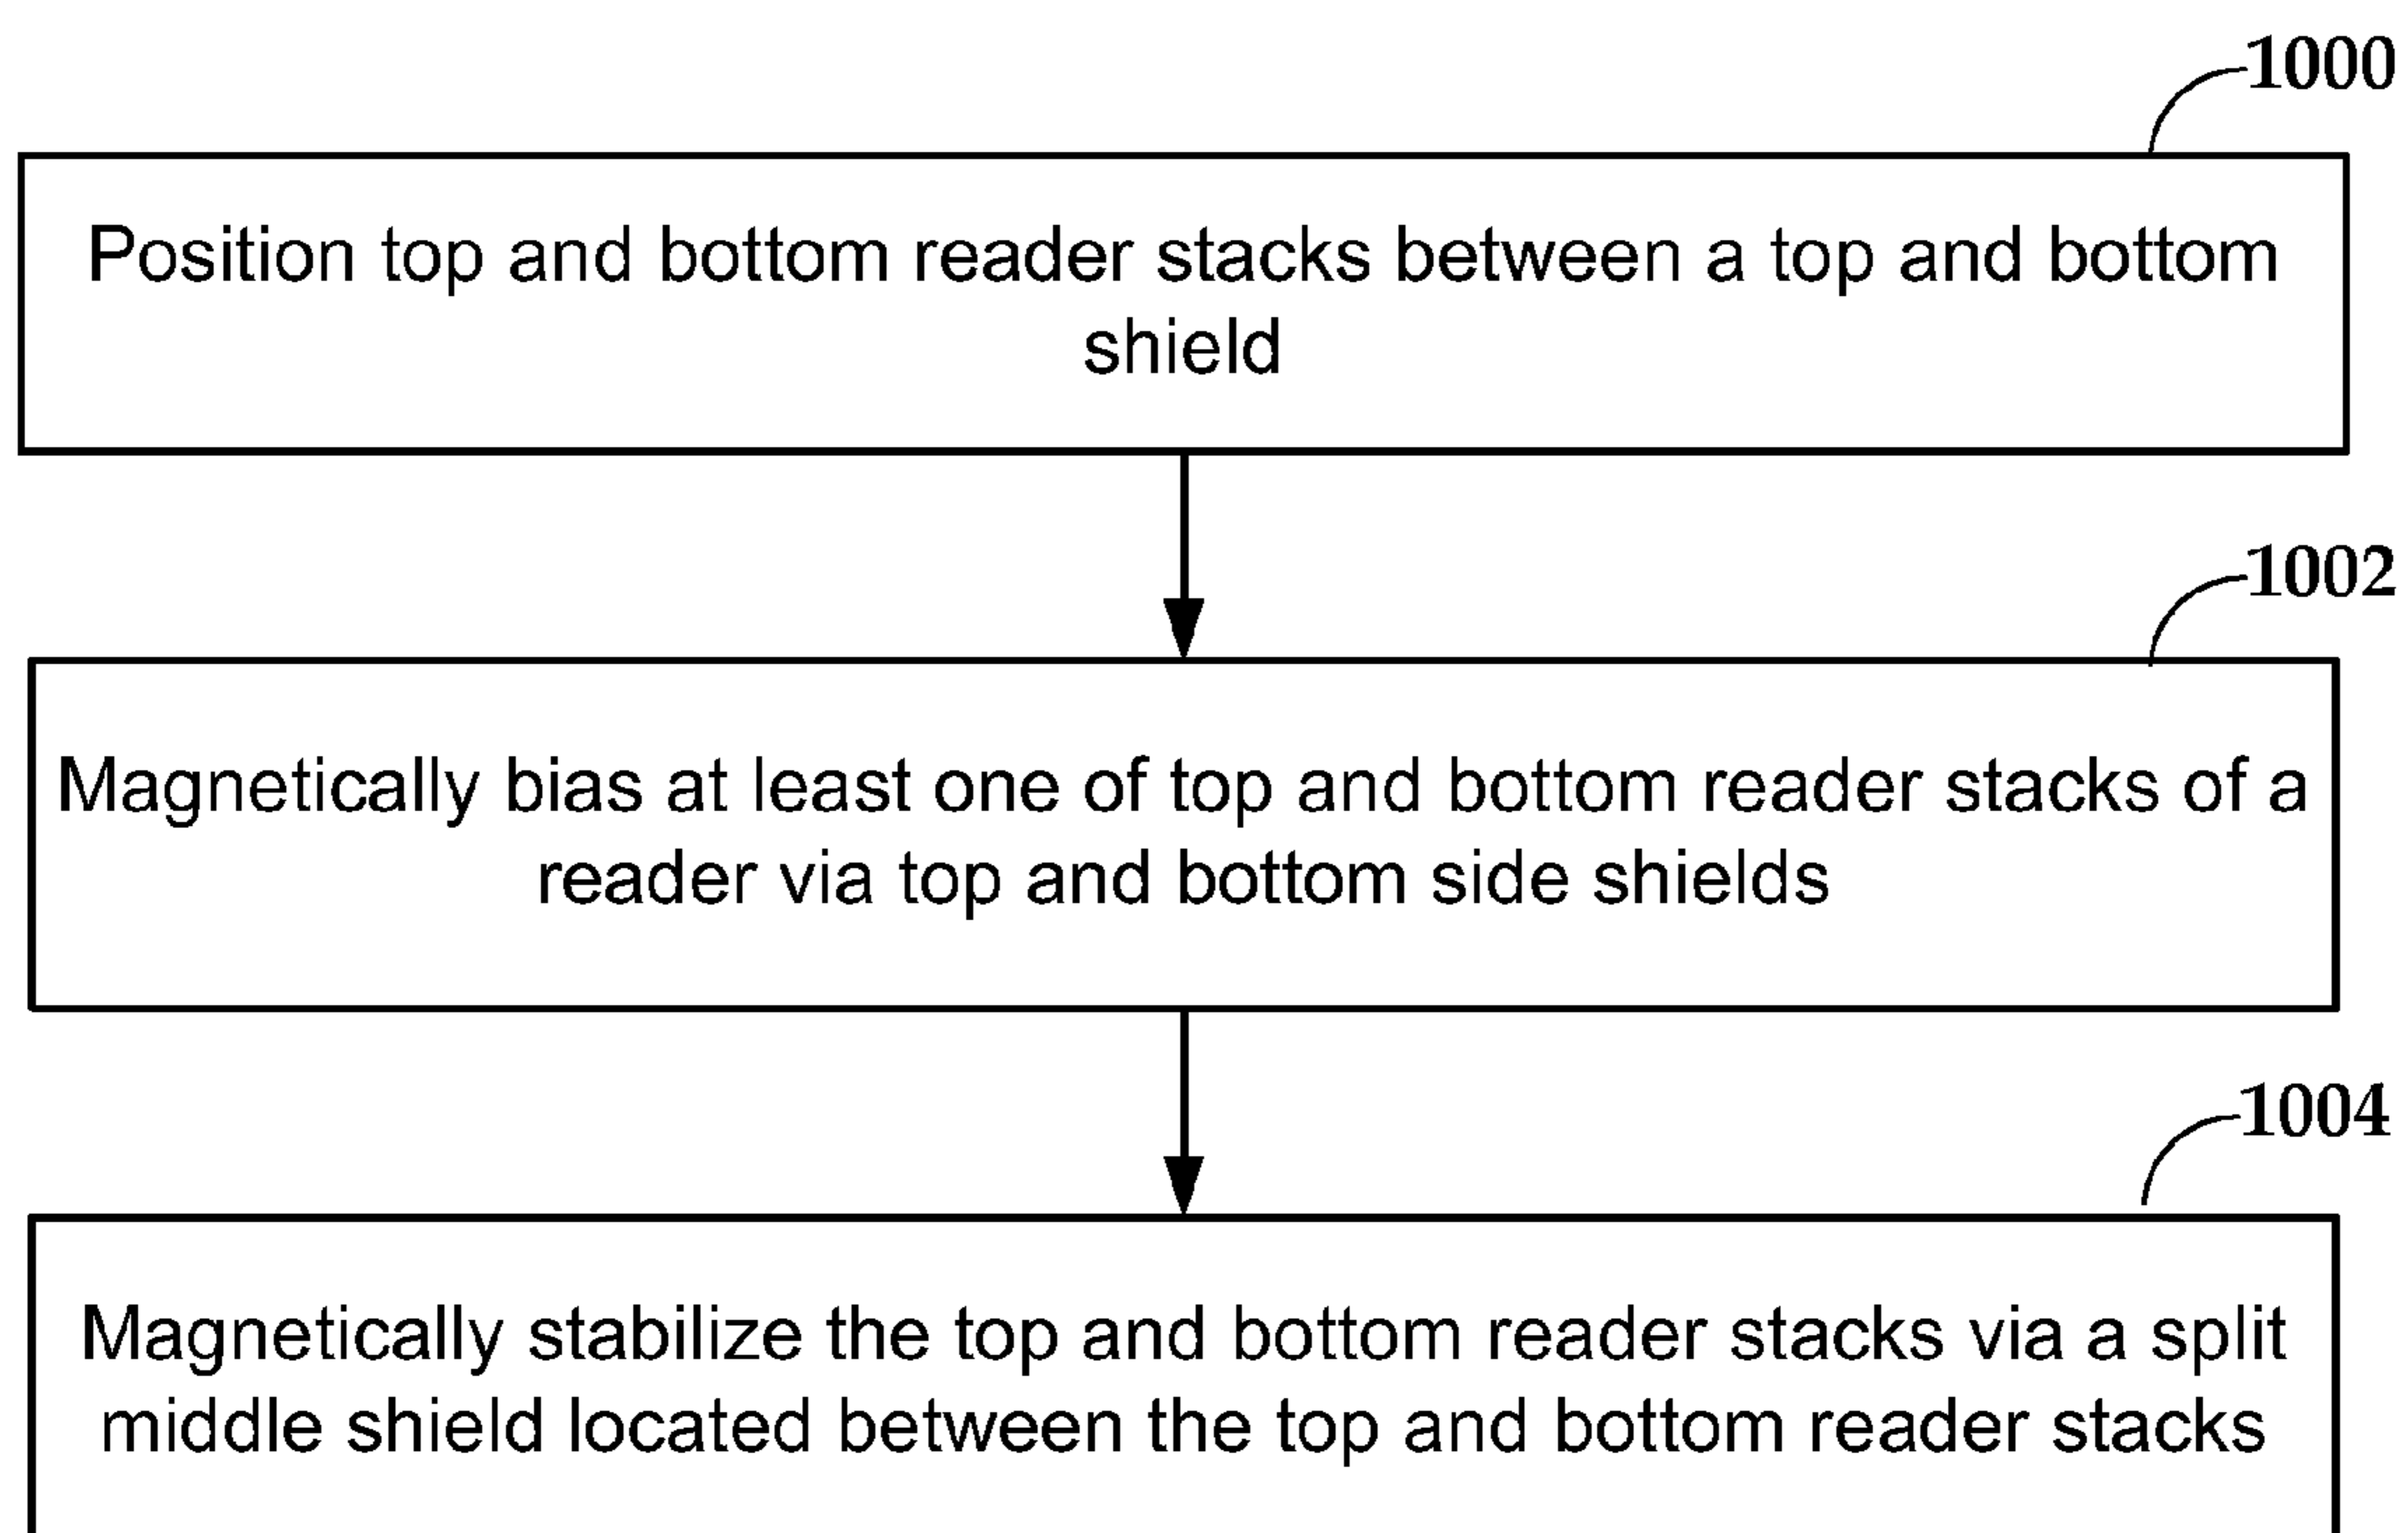 1000
Position top and bottom reader stacks between a top and bottom
shield
1002
Magnetically bias at least one of top and bottom reader stacks of a
reader via top and bottom side shields
1004
Magnetically stabilize the top and bottom reader stacks via a split
middle shield located between the top and bottom reader stacks